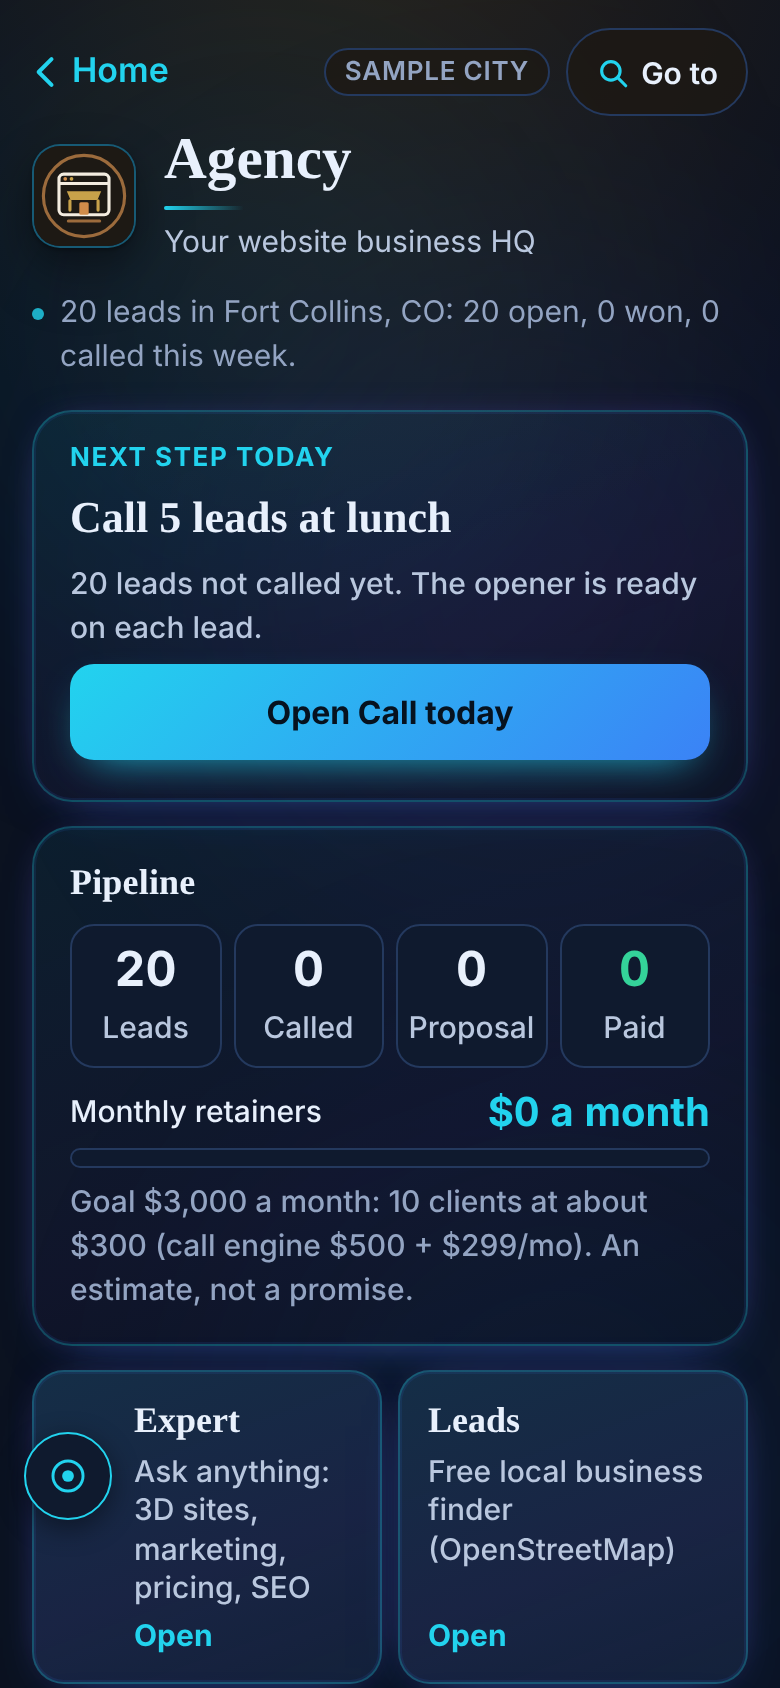 Home
SAMPLE CITY
Go to
Agency
Your website business HQ
20 leads in Fort Collins, CO: 20 open, 0 won, 0
called this week.
NEXT STEP TODAY
Call 5 leads at lunch
20 leads not called yet. The opener is ready
on each lead.
Open Call today
Pipeline
20
Leads
0
Called
0
Proposal
0
Paid
Monthly retainers
$0 a month
Goal $3,000 a month: 10 clients at about
$300 (call engine $500 + $299/mo). An
estimate, not a promise.
Expert
Ask anything:
3D sites,
marketing,
pricing, SEO
Open
Leads
Free local business
finder
(OpenStreetMap)
Open